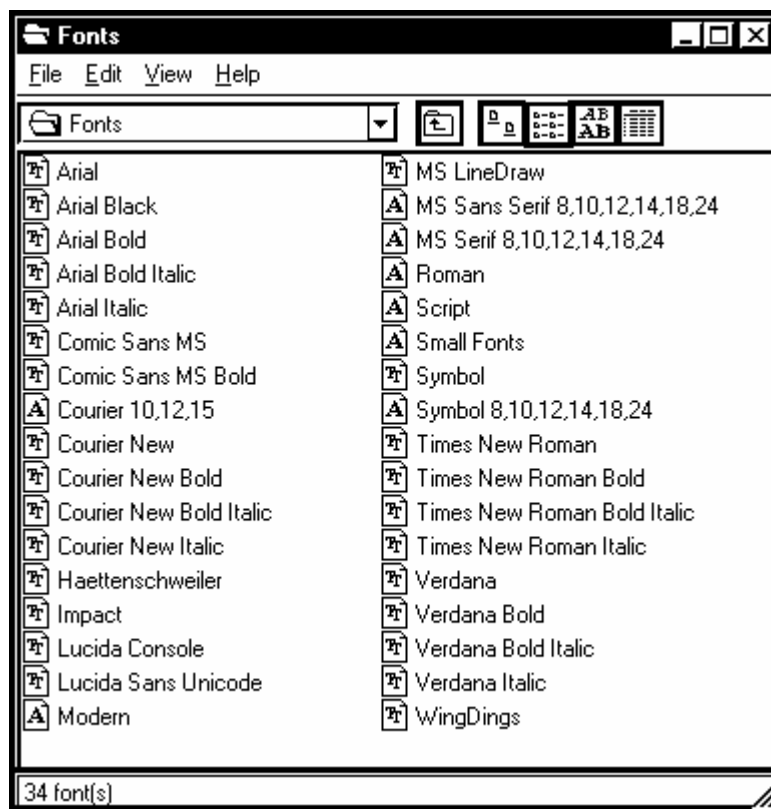 Fonts
File Edit View Help
Fonts
AB
AB
Arial
Arial Black
Arial Bold
Arial Bold Italic
Arial Italic
Comic Sans MS
Comic Sans MS Bold
Courier 10,12,15
Courier New
Courier New Bold
Courier New Bold Italic
Courier New Italic
Haettenschweiler
Impact
Lucida Console
Lucida Sans Unicode
Modern
MS LineDraw
MS Sans Serif 8,10,12,14,18,24
MS Serif 8,10,12,14,18,24
Roman
Script
Small Fonts
Symbol
Symbol 8,10,12,14,18,24
Times New Roman
Times New Roman Bold
Times New Roman Bold Italic
Times New Roman Italic
Verdana
Verdana Bold
Verdana Bold Italic
Verdana Italic
WingDings
34 font(s)